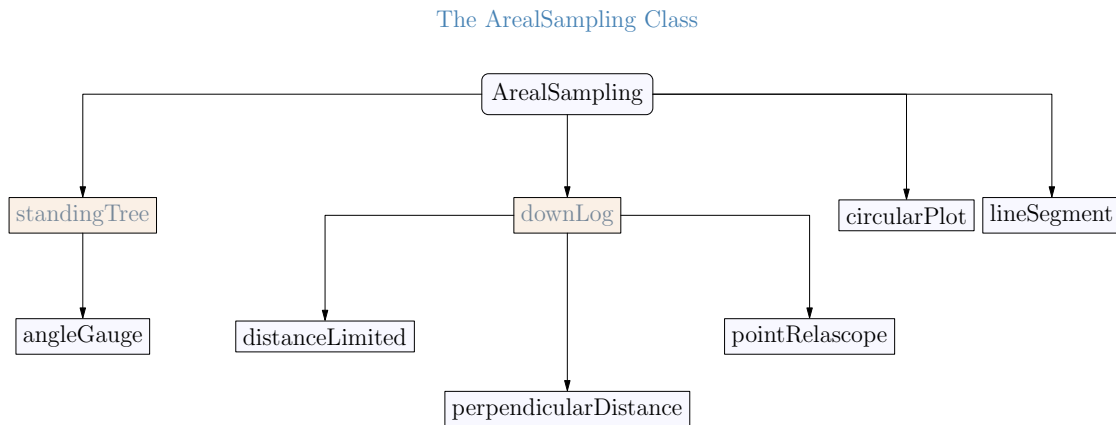 The ArealSampling Class
ArealSampling
standingTree
downLog
circularPlot
lineSegment
angleGauge
distanceLimited
pointRelascope
perpendicularDistance